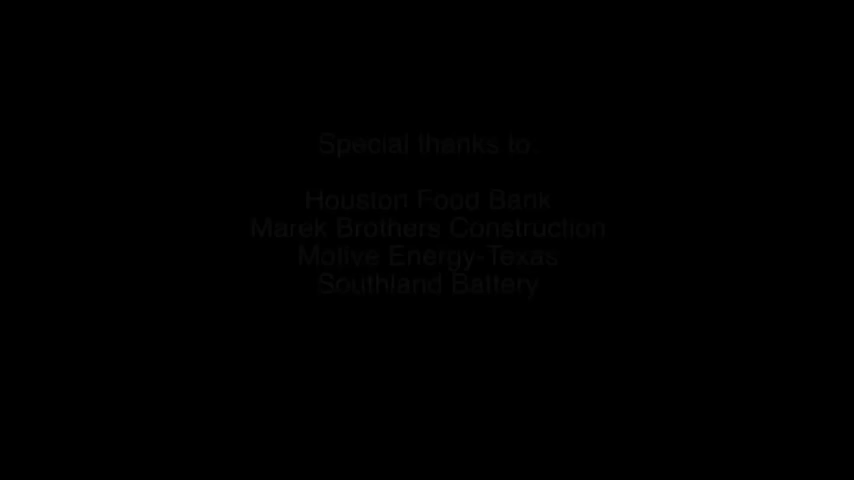 Special thanks to:
Houston Food Bank
Marek Brothers Construction
Motive Energy-Texas
Southland Battery